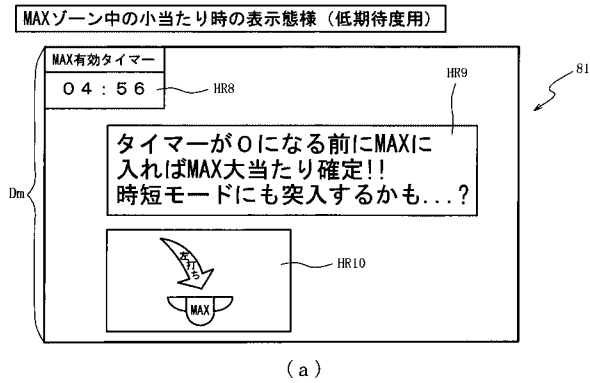 MAXゾーン中の小当たり時の表示態様（低期待度用）
MAX有効タイマー
04：56
HR8
HR9
81
タイマーが０になる前にMAXに
入ればMAX大当たり確定!!
時短モードにも突入するかも...？
Dm
左打ち
MAX
HR10
（a）